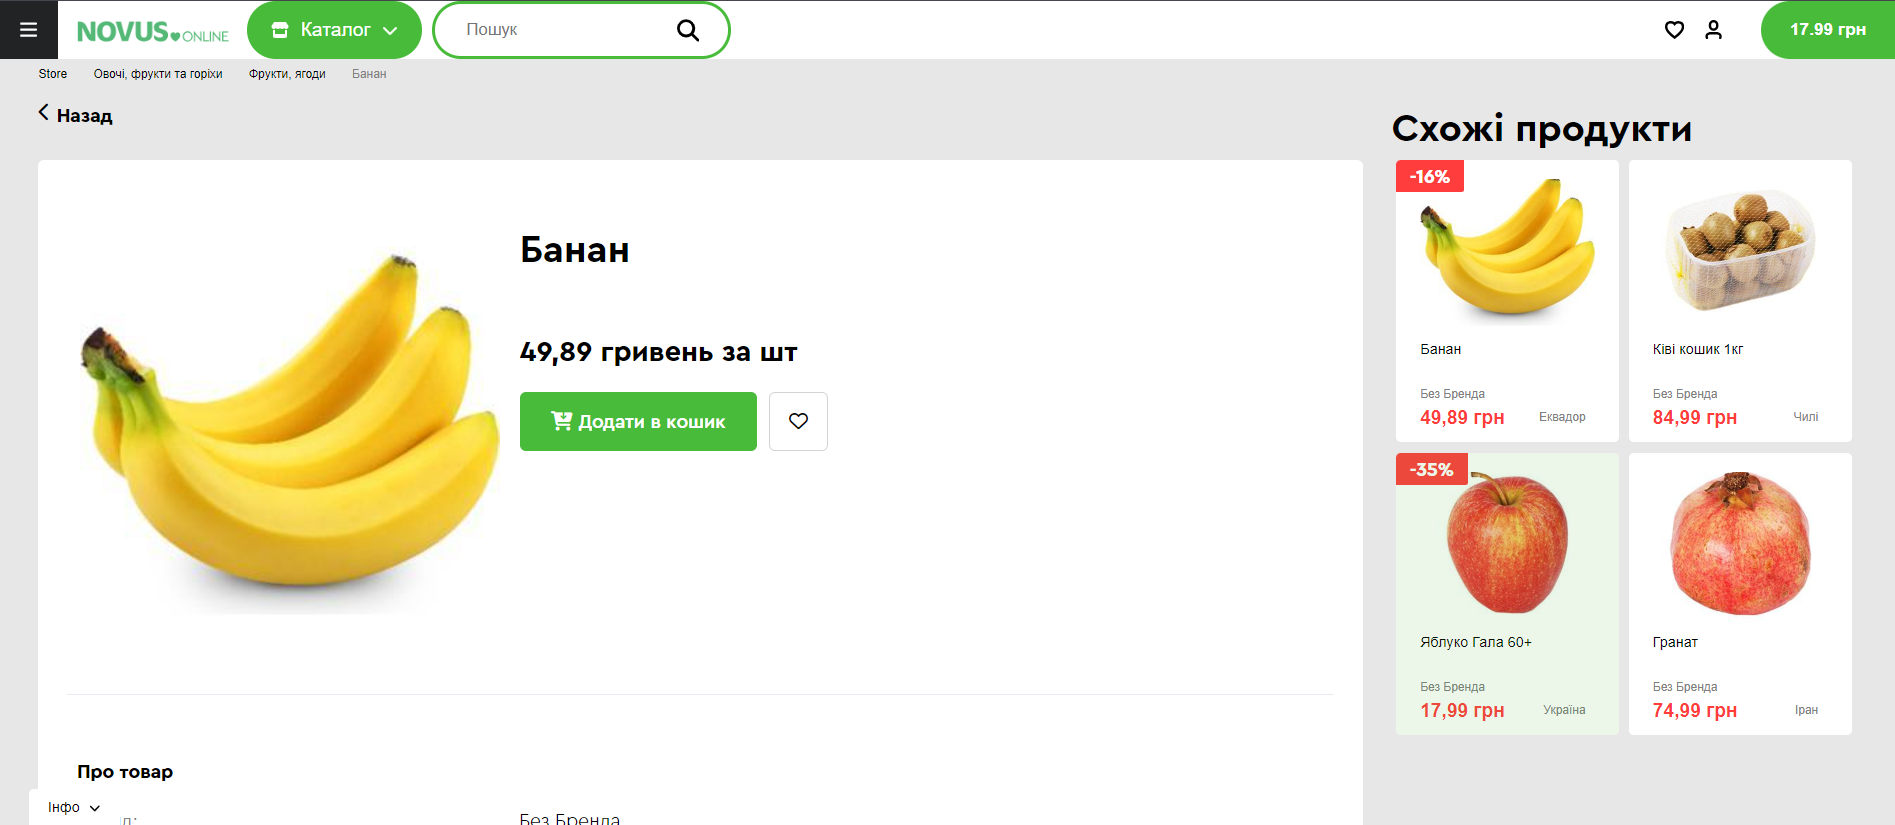 NOVUS ONLINE
Каталог
Пошук
17.99 грн
Store
Овочі, фрукти та горіхи
Фрукти, ягоди
Банан
Назад
Банан
49,89 гривень за шт
Додати в кошик
Про товар
Без Бренда
Інфо
Схожі продукти
-16%
Банан
Без Бренда
49,89 грн
Еквадор
Ківі кошик 1кг
Без Бренда
84,99 грн
Чилі
-35%
Яблуко Гала 60+
Без Бренда
17,99 грн
Україна
Гранат
Без Бренда
74,99 грн
Іран